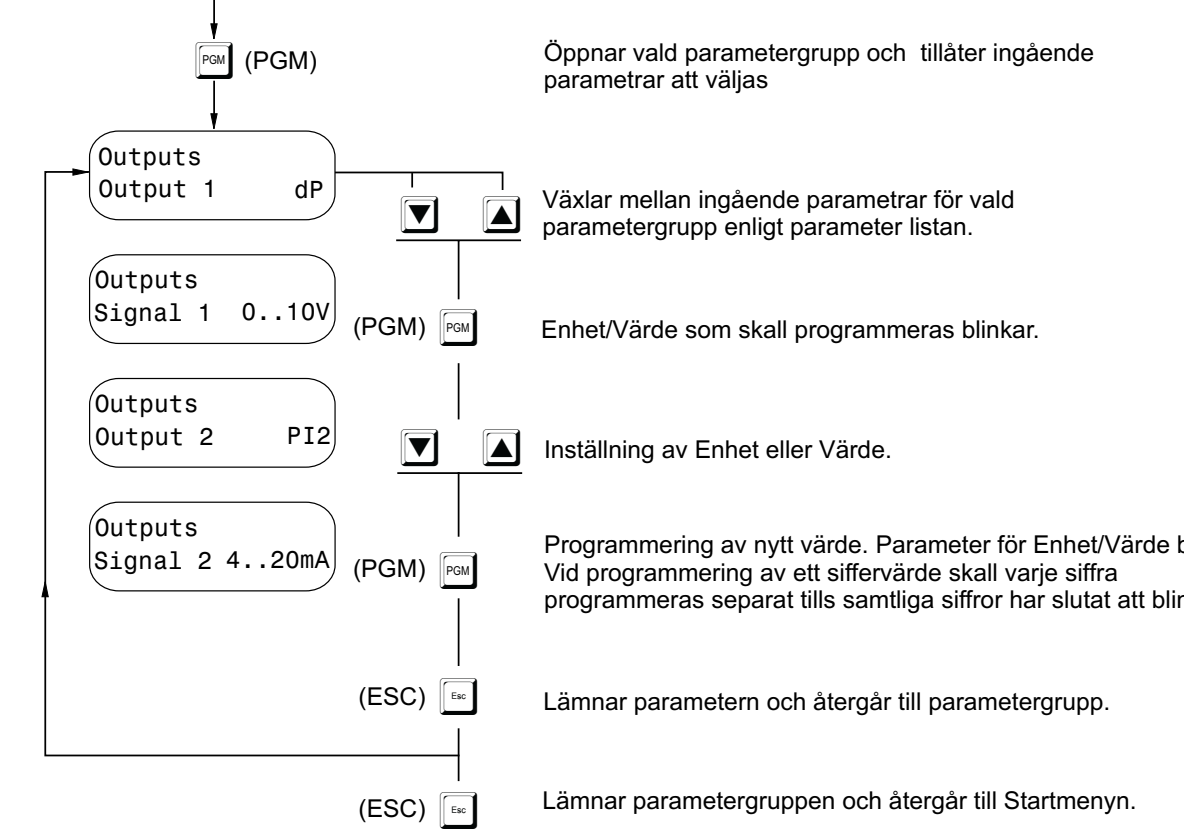 PGM (PGM)
Öppnar vald parametergrupp och tillåter ingående
parametrar att väljas
Outputs
Output 1 dP
Växlar mellan ingående parametrar för vald
parametergrupp enligt parameter listan.
Outputs
Signal 1 0..10V
(PGM) PGM
Enhet/Värde som skall programmeras blinkar.
Outputs
Output 2 PI2
Inställning av Enhet eller Värde.
Outputs
Signal 2 4..20mA
(PGM) PGM
Programmering av nytt värde. Parameter för Enhet/Värde
Vid programmering av ett siffervärde skall varje siffra
programmeras separat tills samtliga siffror har slutat att
(ESC) Esc
Lämnar parametern och återgår till parametergrupp.
(ESC) Esc
Lämnar parametergruppen och återgår till Startmenyn.